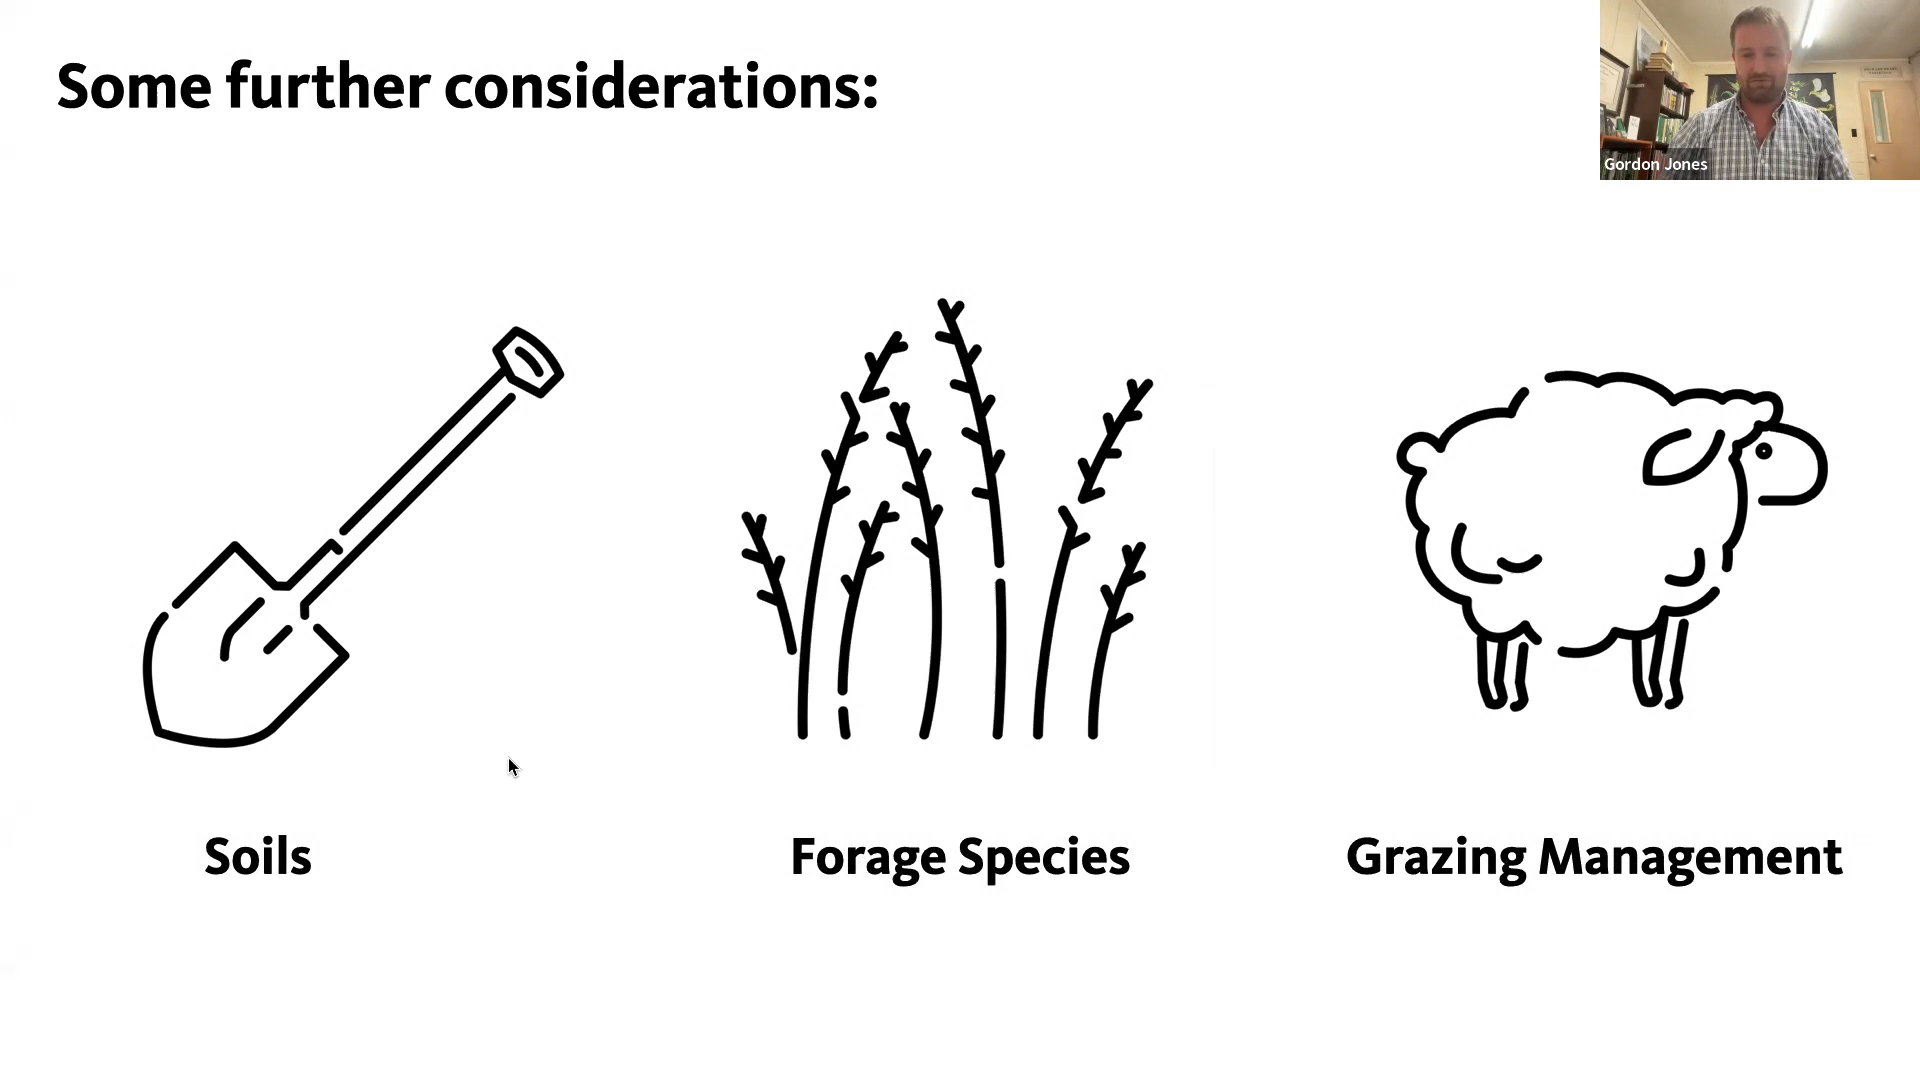 Some further considerations:
Gordon Jones
Soils
Forage Species
Grazing Management